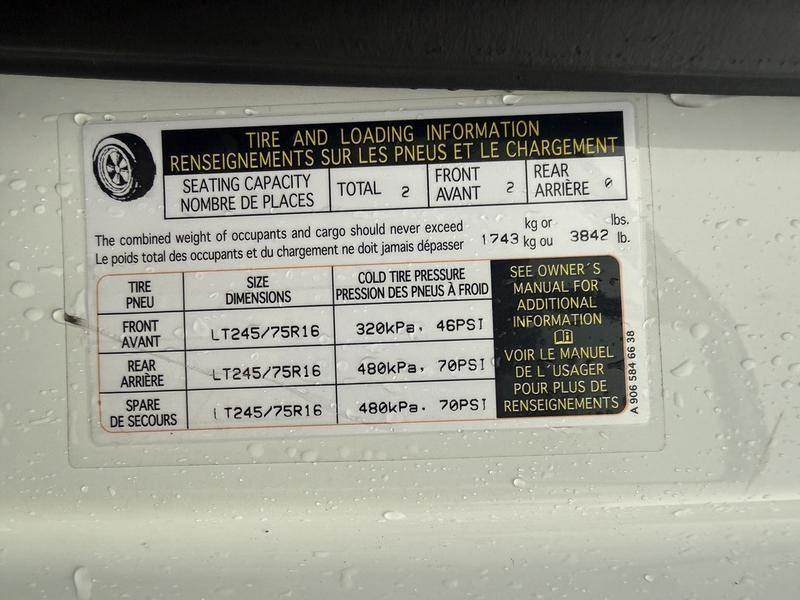 TIRE AND LOADING INFORMATION
RENSEIGNEMENTS SUR LES PNEUS ET LE CHARGEMENT
SEATING CAPACITY
NOMBRE DE PLACES
TOTAL 2
FRONT
AVANT 2
REAR
ARRIÈRE 0
The combined weight of occupants and cargo should never exceed 1743 kg or 3842 lbs.
Le poids total des occupants et du chargement ne doit jamais dépasser kg ou lb.
TIRE
PNEU
SIZE
DIMENSIONS
COLD TIRE PRESSURE
PRESSION DES PNEUS À FROID
FRONT
AVANT
LT245/75R16
320kPa, 46PSI
REAR
ARRIÈRE
LT245/75R16
480kPa, 70PSI
SPARE
DE SECOURS
LT245/75R16
480kPa, 70PSI
SEE OWNER´S
MANUAL FOR
ADDITIONAL
INFORMATION
VOIR LE MANUEL
DE L´USAGER
POUR PLUS DE
RENSEIGNEMENTS
A 906 584 66 38